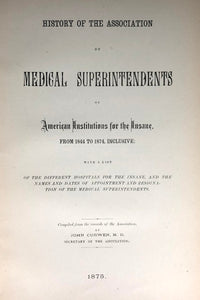 HISTORY OF THE ASSOCIATION
OF
MEDICAL SUPERINTENDENTS
OF
American Institutions for the Insane,
FROM 1844 TO 1874, INCLUSIVE;
WITH A LIST
OF THE DIFFERENT HOSPITALS FOR THE INSANE, AND THE
NAMES AND DATES OF APPOINTMENT AND RESIGNA-
TION OF THE MEDICAL SUPERINTENDENTS.
Compiled from the records of the Association,
BY
JOHN CURWEN, M. D.
SECRETARY OF THE ASSOCIATION.
1875.